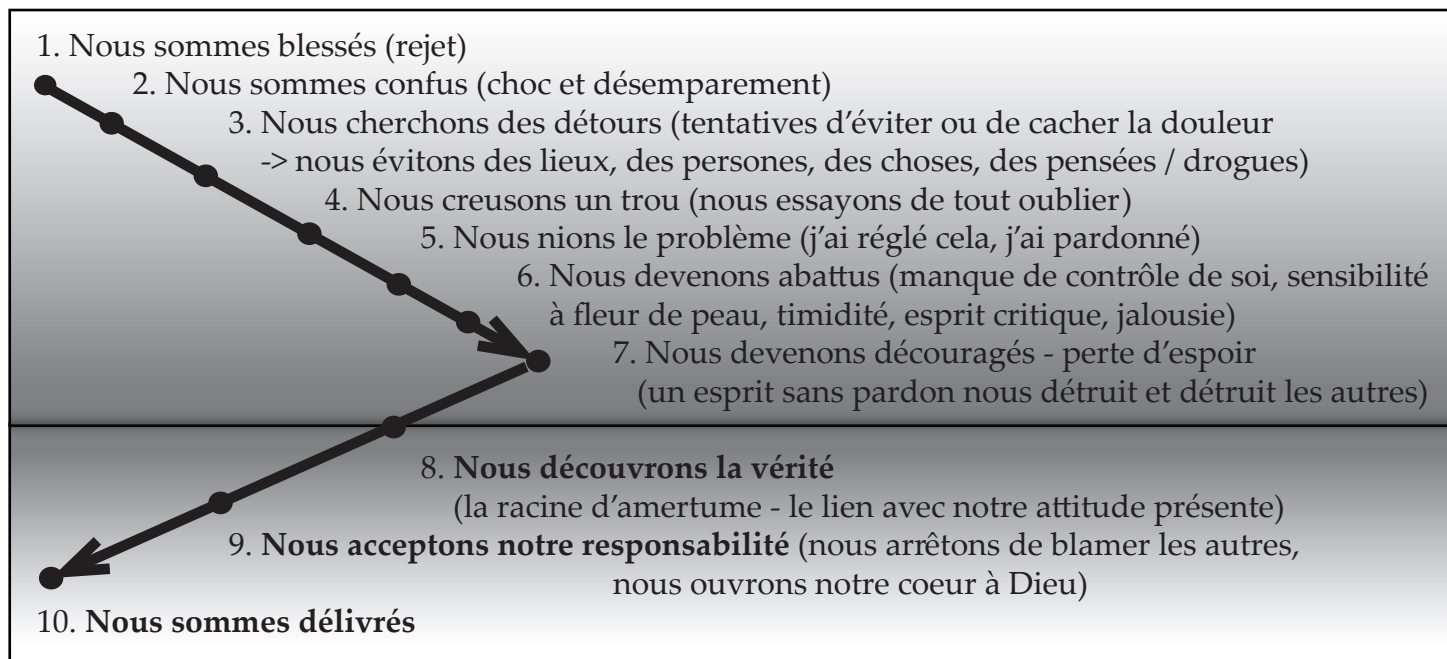 1. Nous sommes blessés (rejet)
2. Nous sommes confus (choc et désemparement)
3. Nous cherchons des détours (tentatives d'éviter ou de cacher la douleur
-> nous évitons des lieux, des persones, des choses, des pensées / drogues)
4. Nous creusons un trou (nous essayons de tout oublier)
5. Nous nions le problème (j'ai réglé cela, j'ai pardonné)
6. Nous devenons abattus (manque de contrôle de soi, sensibilité
à fleur de peau, timidité, esprit critique, jalousie)
7. Nous devenons découragés - perte d'espoir
(un esprit sans pardon nous détruit et détruit les autres)
8. Nous découvrons la vérité
(la racine d'amertume - le lien avec notre attitude présente)
9. Nous acceptons notre responsabilité (nous arrêtons de blamer les autres,
nous ouvrons notre coeur à Dieu)
10. Nous sommes délivrés